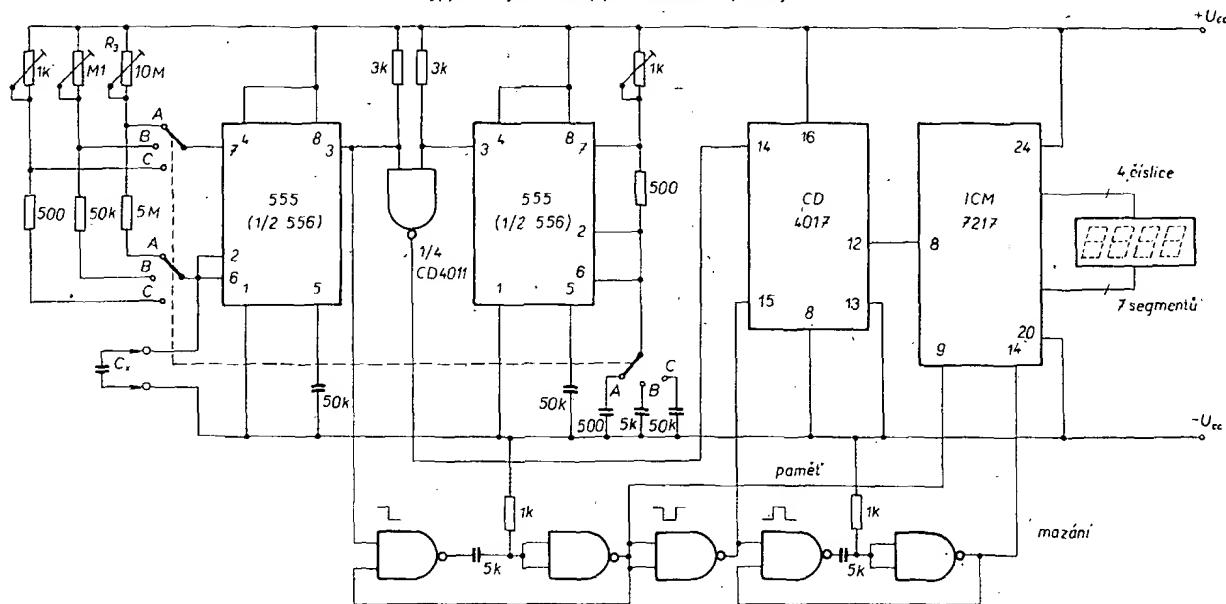 +Ucc
R3
1k
M1
10M
3k
3k
1k
A
B
C
7
4
8
3
555
(1/2 556)
2
6
1
5
500
50k
5M
A
B
C
Cx
50k
1/4
CD4011
4
8
3
7
555
(1/2 556)
2
6
1
5
500
50k
A
B
C
500
5k
50k
14
16
CD
4017
12
15
8
13
24
ICM
7217
8
20
9
14
4 číslice
8888
7 segmentů
-Ucc
paměť
1k
1k
mazání
5k
5k